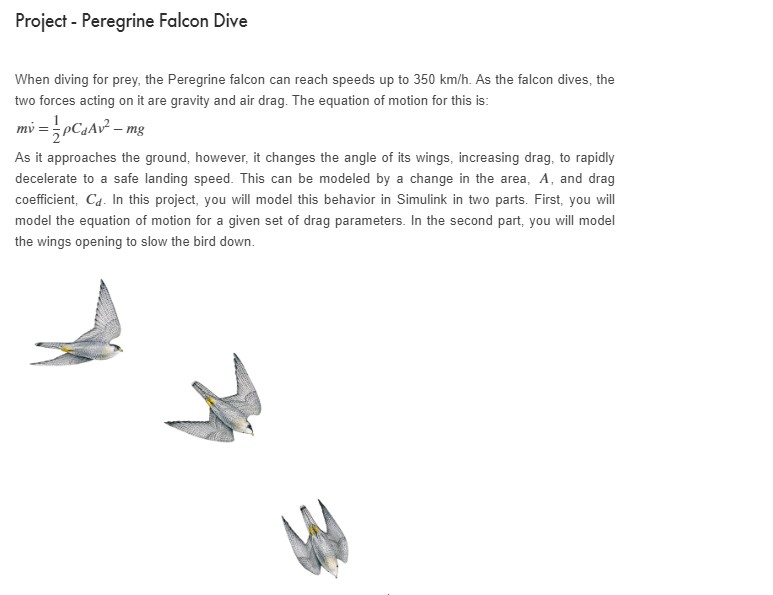 Project - Peregrine Falcon Dive
When diving for prey, the Peregrine falcon can reach speeds up to 350 km/h. As the falcon dives, the
two forces acting on it are gravity and air drag. The equation of motion for this is:
mv̇ = ½ρC_dAv² – mg
As it approaches the ground, however, it changes the angle of its wings, increasing drag, to rapidly
decelerate to a safe landing speed. This can be modeled by a change in the area, A, and drag
coefficient, C_d. In this project, you will model this behavior in Simulink in two parts. First, you will
model the equation of motion for a given set of drag parameters. In the second part, you will model
the wings opening to slow the bird down.